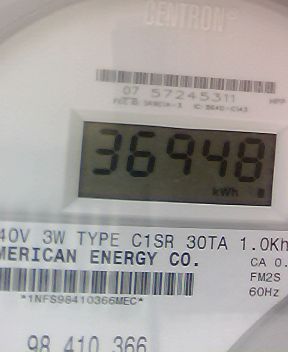 CENTRON®
07 57245311
36948
kWh
40V 3W TYPE C1SR 30TA 1.0Kh
MERICAN ENERGY CO.
CA 0.
FM2S
60Hz
*1NFS98410366MEC*
98 410 366